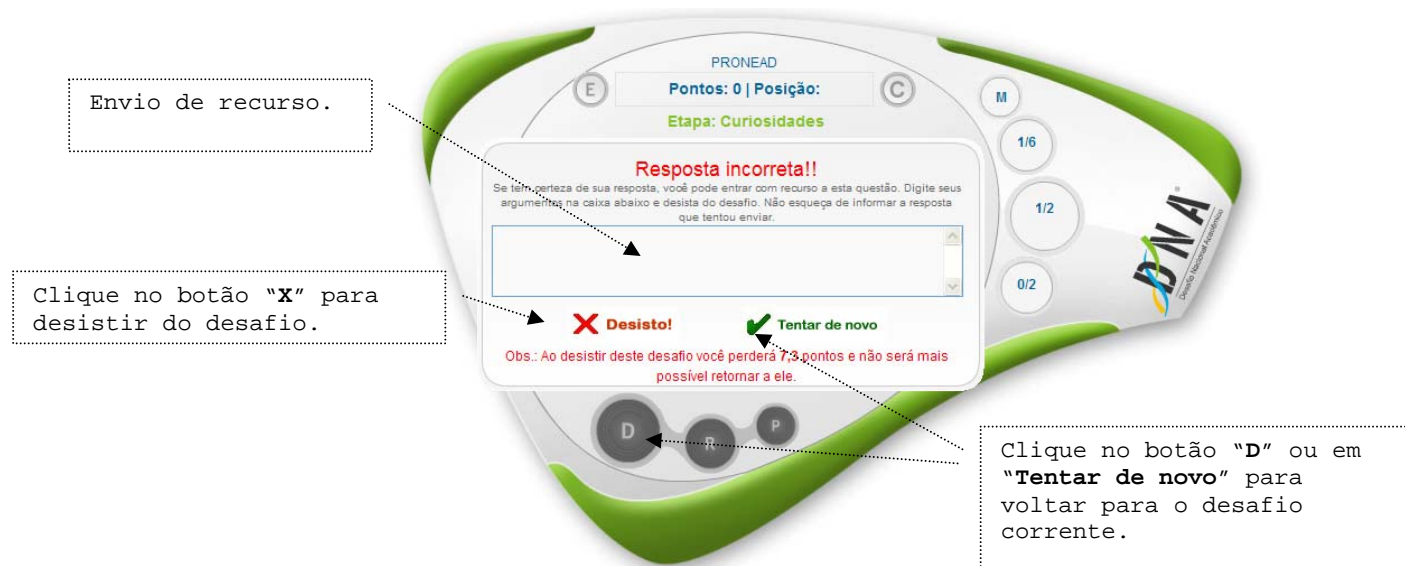 PRONEAD
E
Pontos: 0 | Posição:
C
Etapa: Curiosidades
Envio de recurso.
M
1/6
1/2
0/2
Resposta incorreta!!
Se tem certeza de sua resposta, você pode entrar com recurso a esta questão. Digite seus
argumentos na caixa abaixo e desista do desafio. Não esqueça de informar a resposta
que tentou enviar.
DNA
Desafio Nacional Acadêmico
Clique no botão “X” para
desistir do desafio.
Desisto!
Tentar de novo
Obs.: Ao desistir deste desafio você perderá 7,3 pontos e não será mais
possível retornar a ele.
D
R
P
Clique no botão “D” ou em
“Tentar de novo” para
voltar para o desafio
corrente.